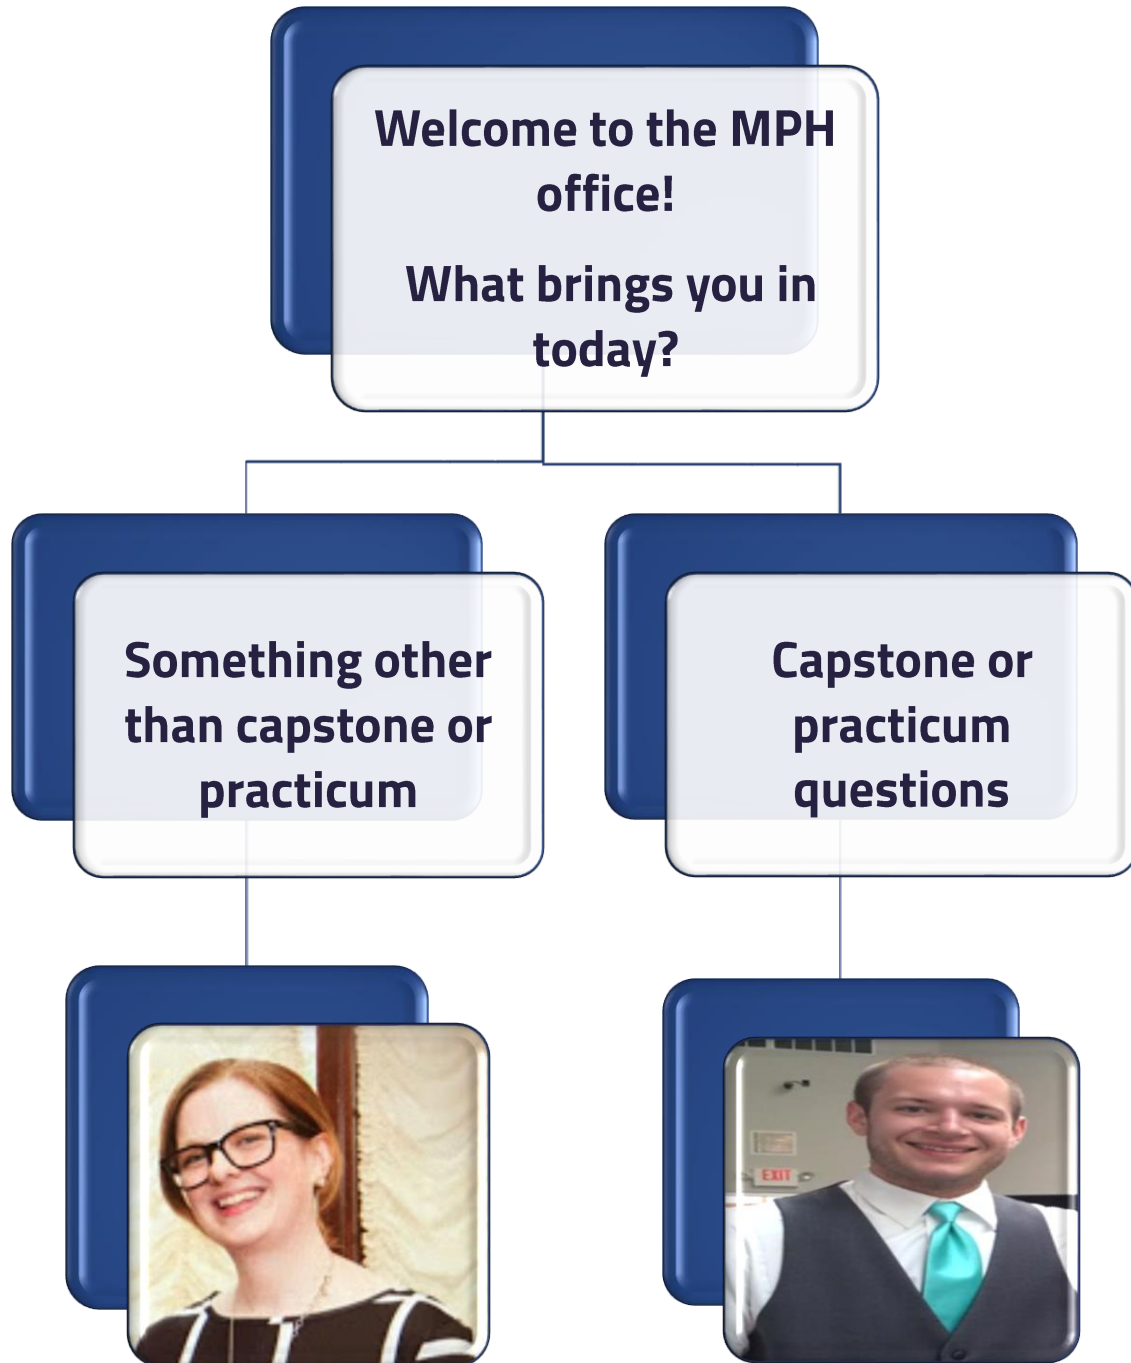 Welcome to the MPH
office!
What brings you in
today?
Something other
than capstone or
practicum
Capstone or
practicum
questions
EXIT